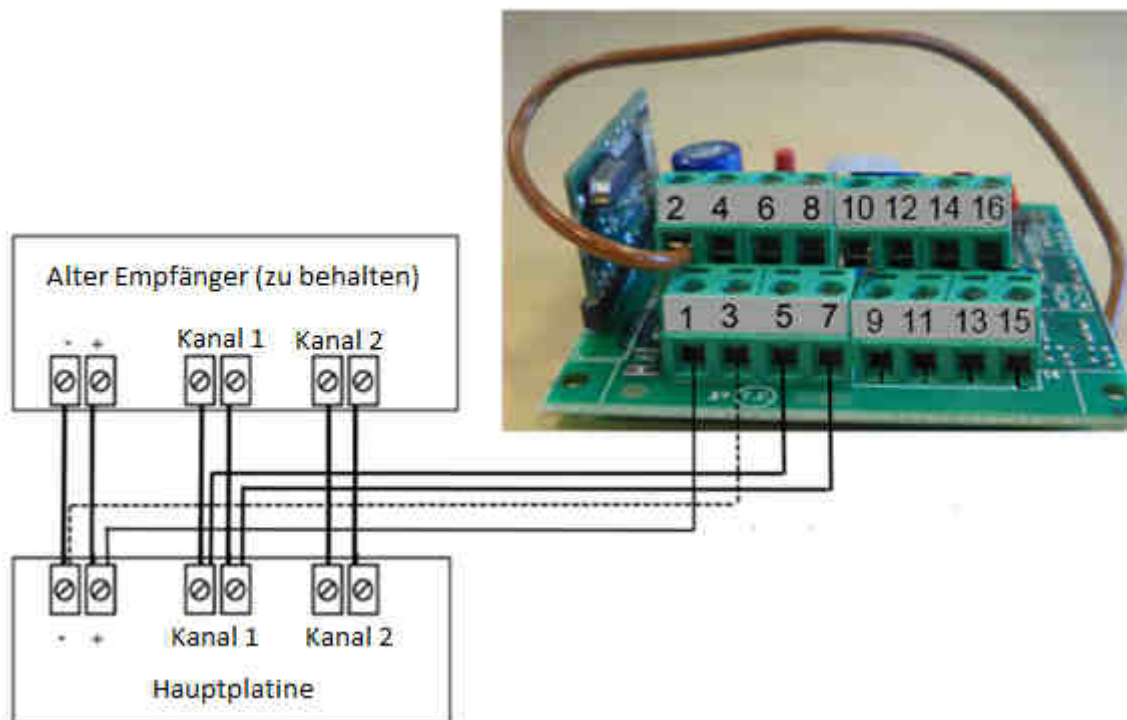 2 4 6 8 10 12 14 16
1 3 5 7 9 11 13 15
Alter Empfänger (zu behalten)
- + Kanal 1 Kanal 2
- + Kanal 1 Kanal 2
Hauptplatine